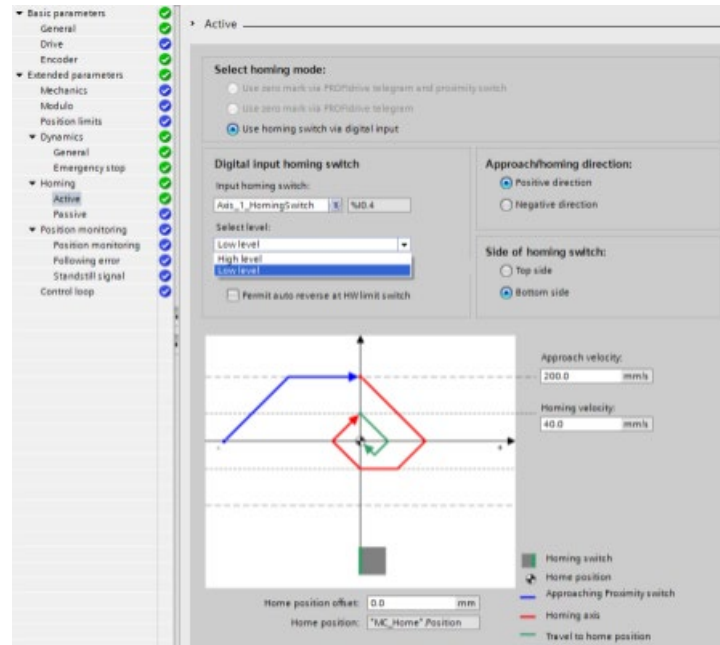 Basic parameters
General
Drive
Encoder
Extended parameters
Mechanics
Modulo
Position limits
Dynamics
General
Emergency stop
Homing
Active
Passive
Position monitoring
Position monitoring
Following error
Standstill signal
Control loop
Active
Select homing mode:
Use zero mark via PROFIdrive telegram and proximity switch
Use zero mark via PROFIdrive telegram
Use homing switch via digital input
Digital input homing switch
Input homing switch:
Axis_1_HomingSwitch %I0.4
Select level:
Low level
High level
Low level
Permit auto reverse at HW limit switch
Approach/homing direction:
Positive direction
Negative direction
Side of homing switch:
Top side
Bottom side
Approach velocity:
200.0 mm/s
Homing velocity:
40.0 mm/s
- +
Homing switch
Home position
Approaching Proximity switch
Homing axis
Travel to home position
Home position offset: 0.0 mm
Home position: "MC_Home".Position